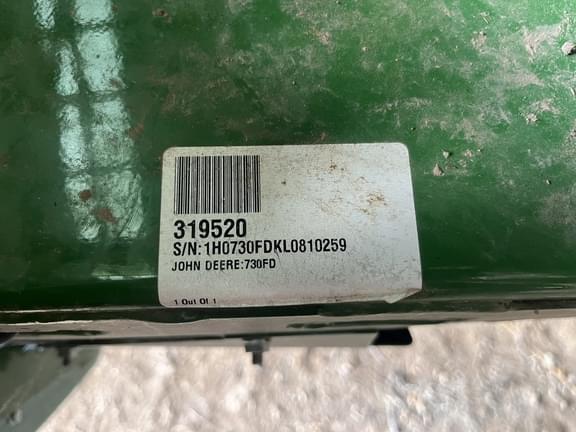 319520
S/N:1H0730FDKL0810259
JOHN DEERE:730FD
1 Out Of 1